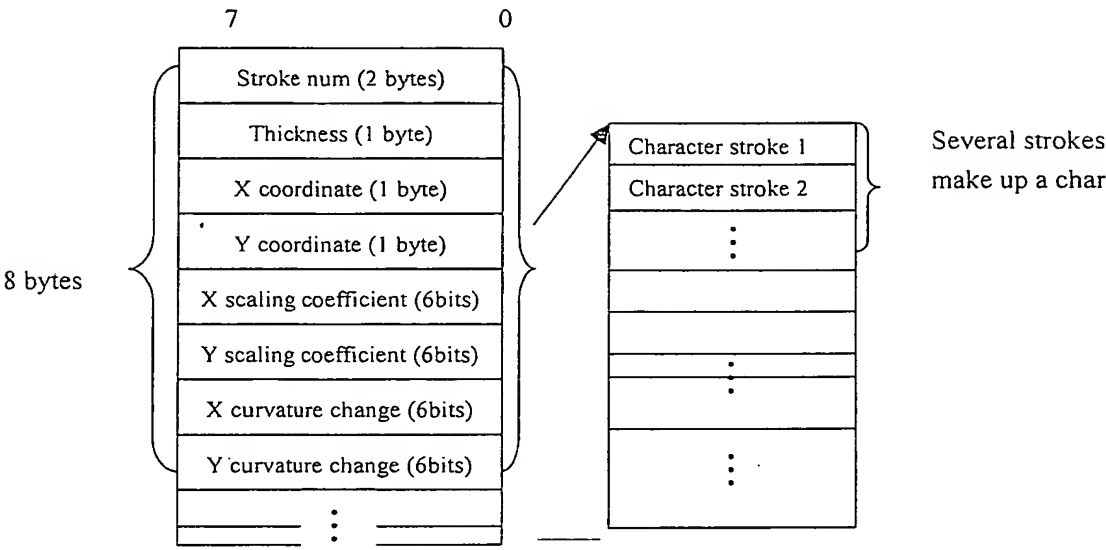 7 0
Stroke num (2 bytes)
Thickness (1 byte)
X coordinate (1 byte)
Y coordinate (1 byte)
X scaling coefficient (6bits)
Y scaling coefficient (6bits)
X curvature change (6bits)
Y curvature change (6bits)
8 bytes
Character stroke 1
Character stroke 2
Several strokes
make up a char